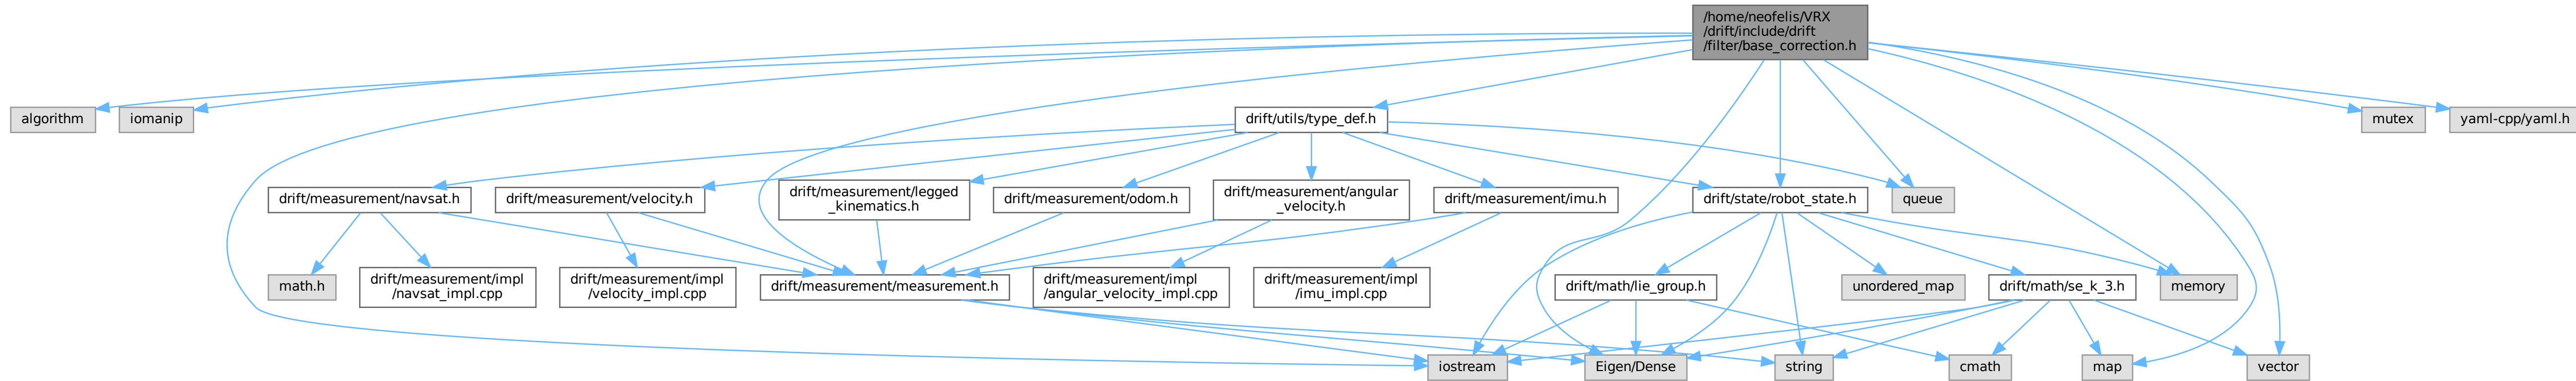 /home/neofelis/VRX
/drift/include/drift
/filter/base_correction.h
algorithm
iomanip
drift/utils/type_def.h
mutex
yaml-cpp/yaml.h
drift/measurement/navsat.h
drift/measurement/velocity.h
drift/measurement/legged
_kinematics.h
drift/measurement/odom.h
drift/measurement/angular
_velocity.h
drift/measurement/imu.h
drift/state/robot_state.h
queue
math.h
drift/measurement/impl
/navsat_impl.cpp
drift/measurement/impl
/velocity_impl.cpp
drift/measurement/measurement.h
drift/measurement/impl
/angular_velocity_impl.cpp
drift/measurement/impl
/imu_impl.cpp
drift/math/lie_group.h
unordered_map
drift/math/se_k_3.h
memory
iostream
Eigen/Dense
string
cmath
map
vector